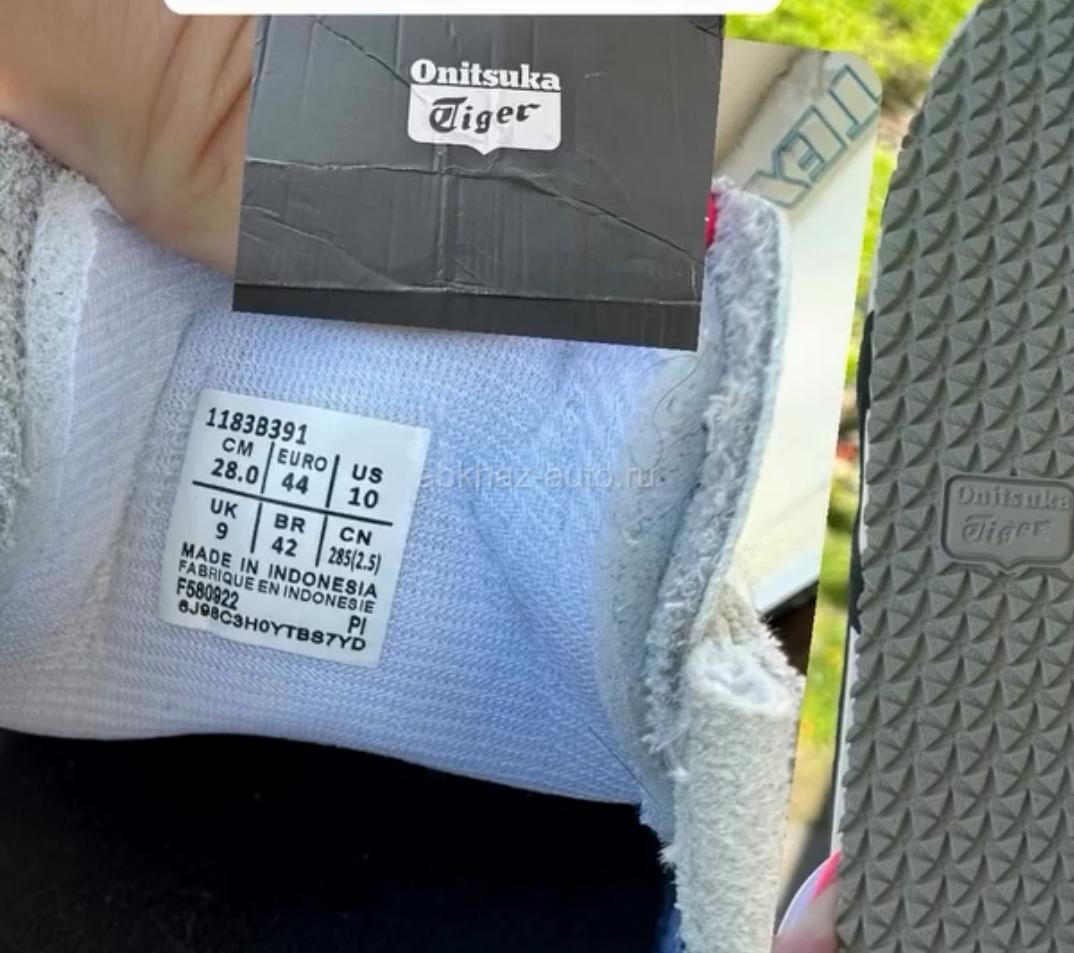 Onitsuka
Tiger
1183B391
CM 28.0 EURO 44 US 10
UK 9 BR 42 CN 285(2.5)
MADE IN INDONESIA
FABRIQUE EN INDONESIE
F580922 PI
6J98C3H0YTBS7YD
abkhaz-auto.ru
Onitsuka
Tiger